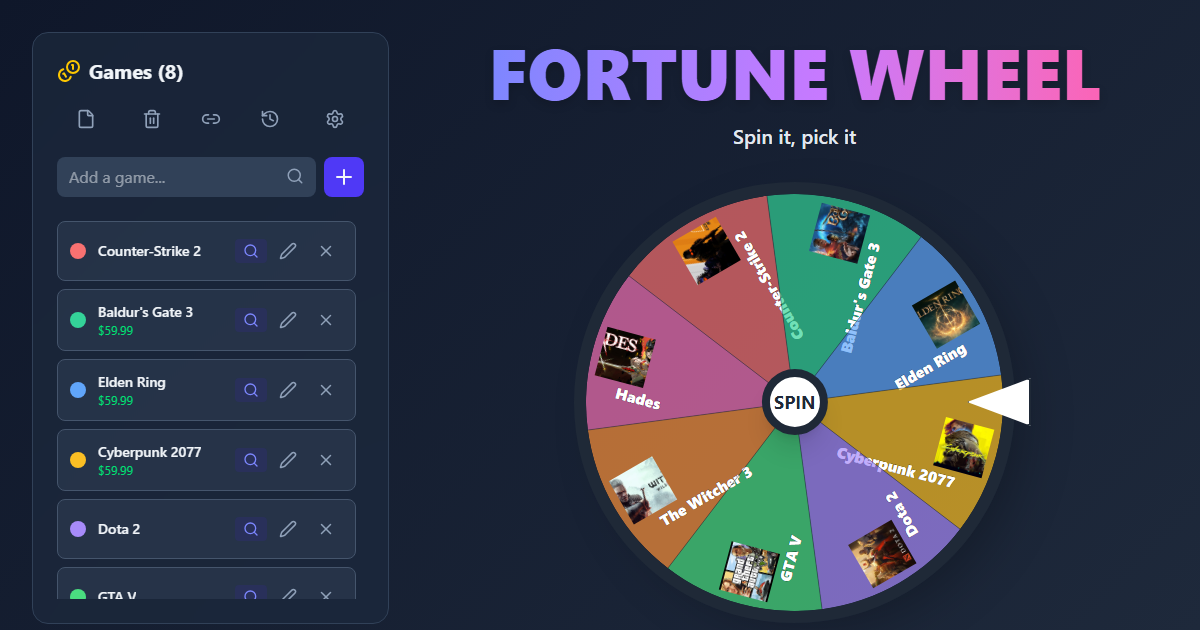 Games (8)
Add a game...
Counter-Strike 2
Baldur's Gate 3
$59.99
Elden Ring
$59.99
Cyberpunk 2077
$59.99
Dota 2
GTA V
FORTUNE WHEEL
Spin it, pick it
Counter-Strike 2
Baldur's Gate 3
Elden Ring
Cyberpunk 2077
Dota 2
GTA V
The Witcher 3
Hades
SPIN